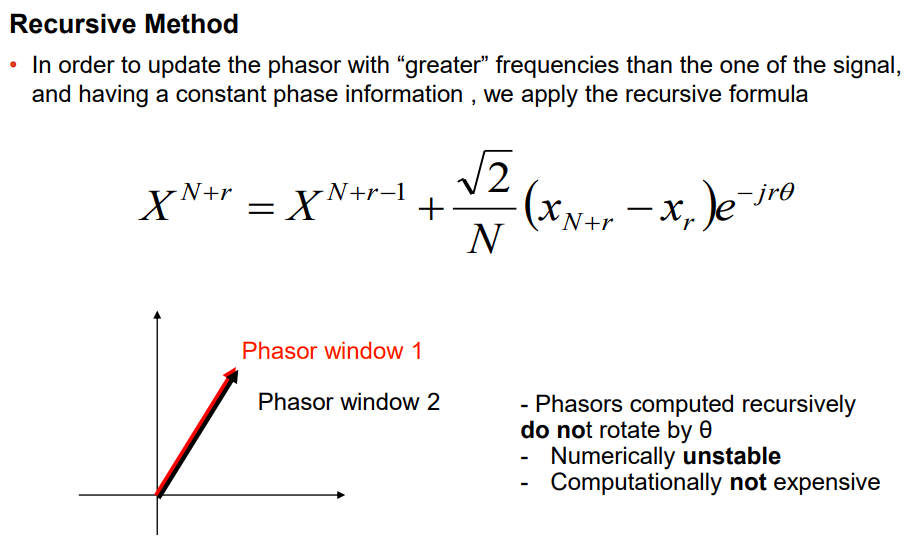 Recursive Method
• In order to update the phasor with “greater” frequencies than the one of the signal,
and having a constant phase information , we apply the recursive formula
X^{N+r} = X^{N+r−1} + \frac{\sqrt{2}}{N} (x_{N+r} − x_r) e^{−jrθ}
Phasor window 1
Phasor window 2
- Phasors computed recursively
do not rotate by θ
- Numerically unstable
- Computationally not expensive